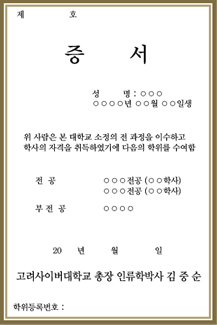 제 호
증 서
성 명 : ○○○
○○○○년 ○○월 ○○일생
위 사람은 본 대학교 소정의 전 과정을 이수하고
학사의 자격을 취득하였기에 다음의 학위를 수여함
전 공 ○○○전공 (○○학사)
○○○전공 (○○학사)
부 전 공 ○○○○
20 년 월 일
고려사이버대학교 총장 인류학박사 김 중 순
학위등록번호 :